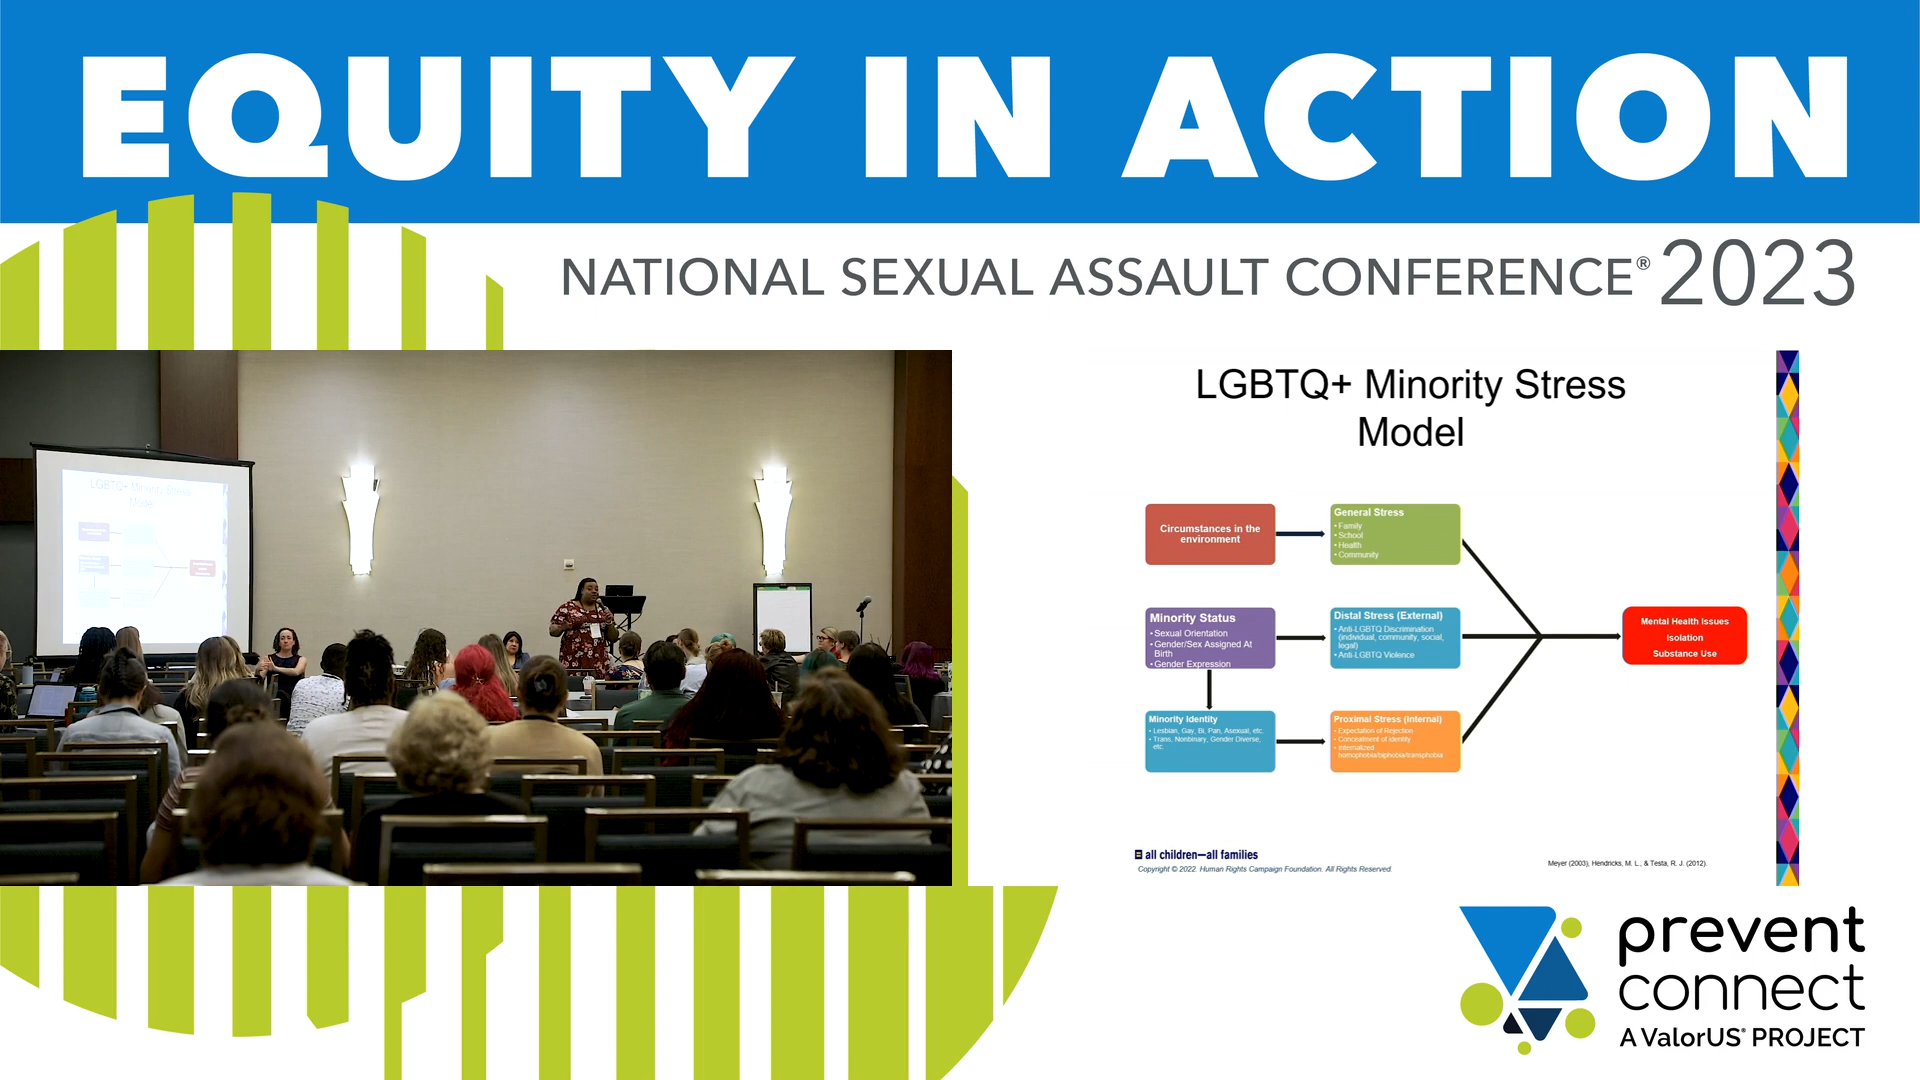 EQUITY IN ACTION
NATIONAL SEXUAL ASSAULT CONFERENCE® 2023
LGBTQ+ Minority Stress
Model
LGBTQ+ Minority Stress
Model
Circumstances in the
environment
General Stress
• Family
• School
• Health
• Community
Minority Status
• Sexual Orientation
• Gender/Sex Assigned At
Birth
• Gender Expression
Distal Stress (External)
• Anti-LGBTQ Discrimination
(individual, community, social,
legal)
• Anti-LGBTQ Violence
Mental Health Issues
Isolation
Substance Use
Minority Identity
• Lesbian, Gay, Bi, Pan, Asexual, etc.
• Trans, Nonbinary, Gender Diverse,
etc.
Proximal Stress (Internal)
• Expectation of Rejection
• Concealment of Identity
• Internalized
homophobia/biphobia/transphobia
all children—all families
Copyright © 2022. Human Rights Campaign Foundation. All Rights Reserved.
Meyer (2003), Hendricks, M. L., & Testa, R. J. (2012).
prevent
connect
A ValorUS® PROJECT